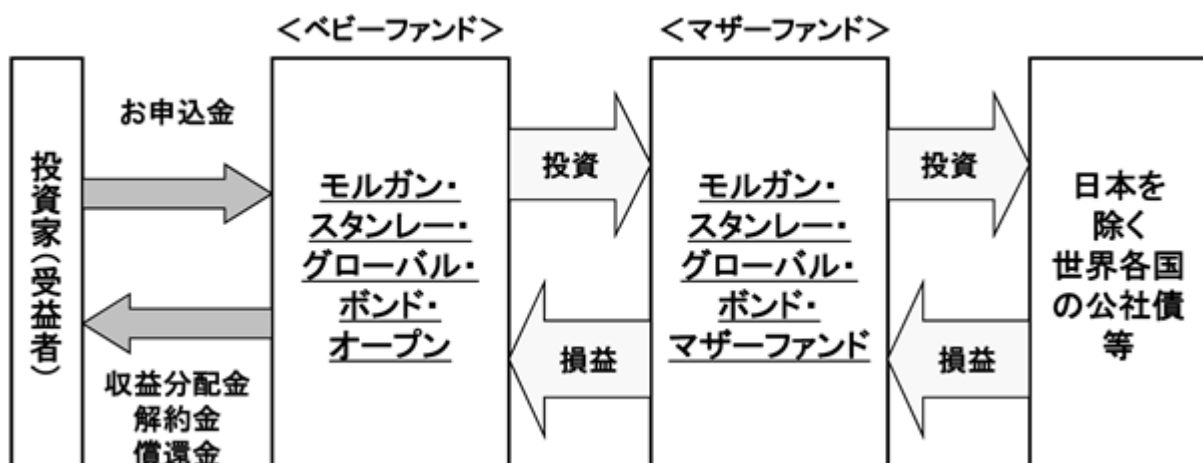 ＜ベビーファンド＞
＜マザーファンド＞
投資家（受益者）
お申込金
収益分配金
解約金
償還金
モルガン・
スタンレー・
グローバル・
ボンド・
オープン
投資
損益
モルガン・
スタンレー・
グローバル・
ボンド・
マザーファンド
投資
損益
日本を
除く
世界各国
の公社債
等